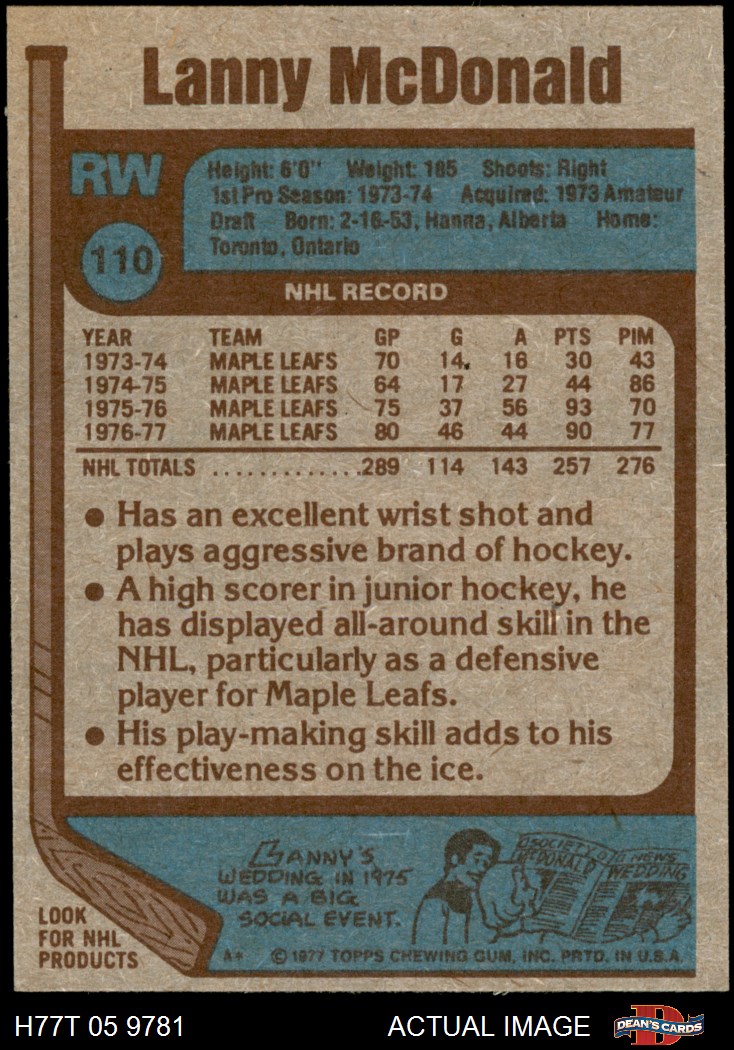 Lanny McDonald
RW
Height: 6'0" Weight: 185 Shoots: Right
1st Pro Season: 1973-74 Acquired: 1973 Amateur
Draft Born: 2-16-53, Hanna, Alberta Home:
Toronto, Ontario
110
NHL RECORD
YEAR TEAM GP G A PTS PIM
1973-74 MAPLE LEAFS 70 14 16 30 43
1974-75 MAPLE LEAFS 64 17 27 44 86
1975-76 MAPLE LEAFS 75 37 56 93 70
1976-77 MAPLE LEAFS 80 46 44 90 77
NHL TOTALS .............289 114 143 257 276
• Has an excellent wrist shot and
plays aggressive brand of hockey.
• A high scorer in junior hockey, he
has displayed all-around skill in the
NHL, particularly as a defensive
player for Maple Leafs.
• His play-making skill adds to his
effectiveness on the ice.
LANNY'S
WEDDING IN 1975
WAS A BIG
SOCIAL EVENT.
SOCIETY
McDONALD
NEWS
WEDDING
LOOK
FOR NHL
PRODUCTS
A* © 1977 TOPPS CHEWING GUM, INC. PRTD. IN U.S.A.
H77T 05 9781 ACTUAL IMAGE
DEAN'S CARDS